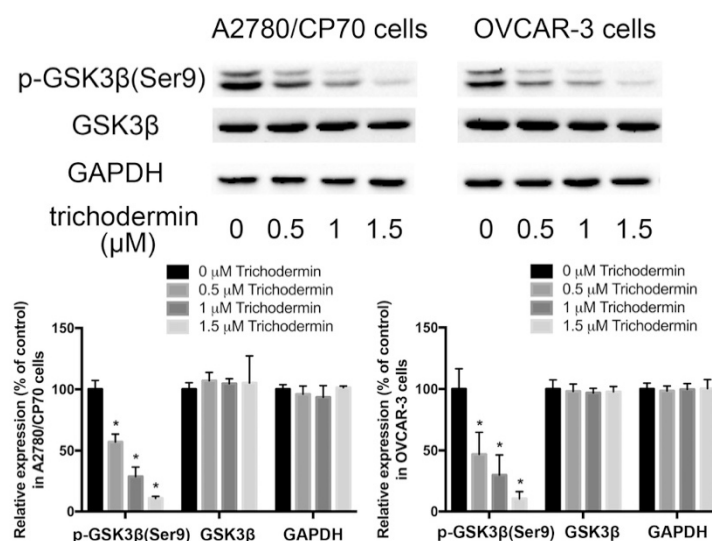 A2780/CP70 cells OVCAR-3 cells
p-GSK3β(Ser9)
GSK3β
GAPDH
trichodermin
(µM) 0 0.5 1 1.5 0 0.5 1 1.5
0 µM Trichodermin
0.5 µM Trichodermin
1 µM Trichodermin
1.5 µM Trichodermin
Relative expression (% of control)
in A2780/CP70 cells
150
100
50
0
* * *
p-GSK3β(Ser9) GSK3β GAPDH
0 µM Trichodermin
0.5 µM Trichodermin
1 µM Trichodermin
1.5 µM Trichodermin
Relative expression (% of control)
in OVCAR-3 cells
150
100
50
0
* * *
p-GSK3β(Ser9) GSK3β GAPDH